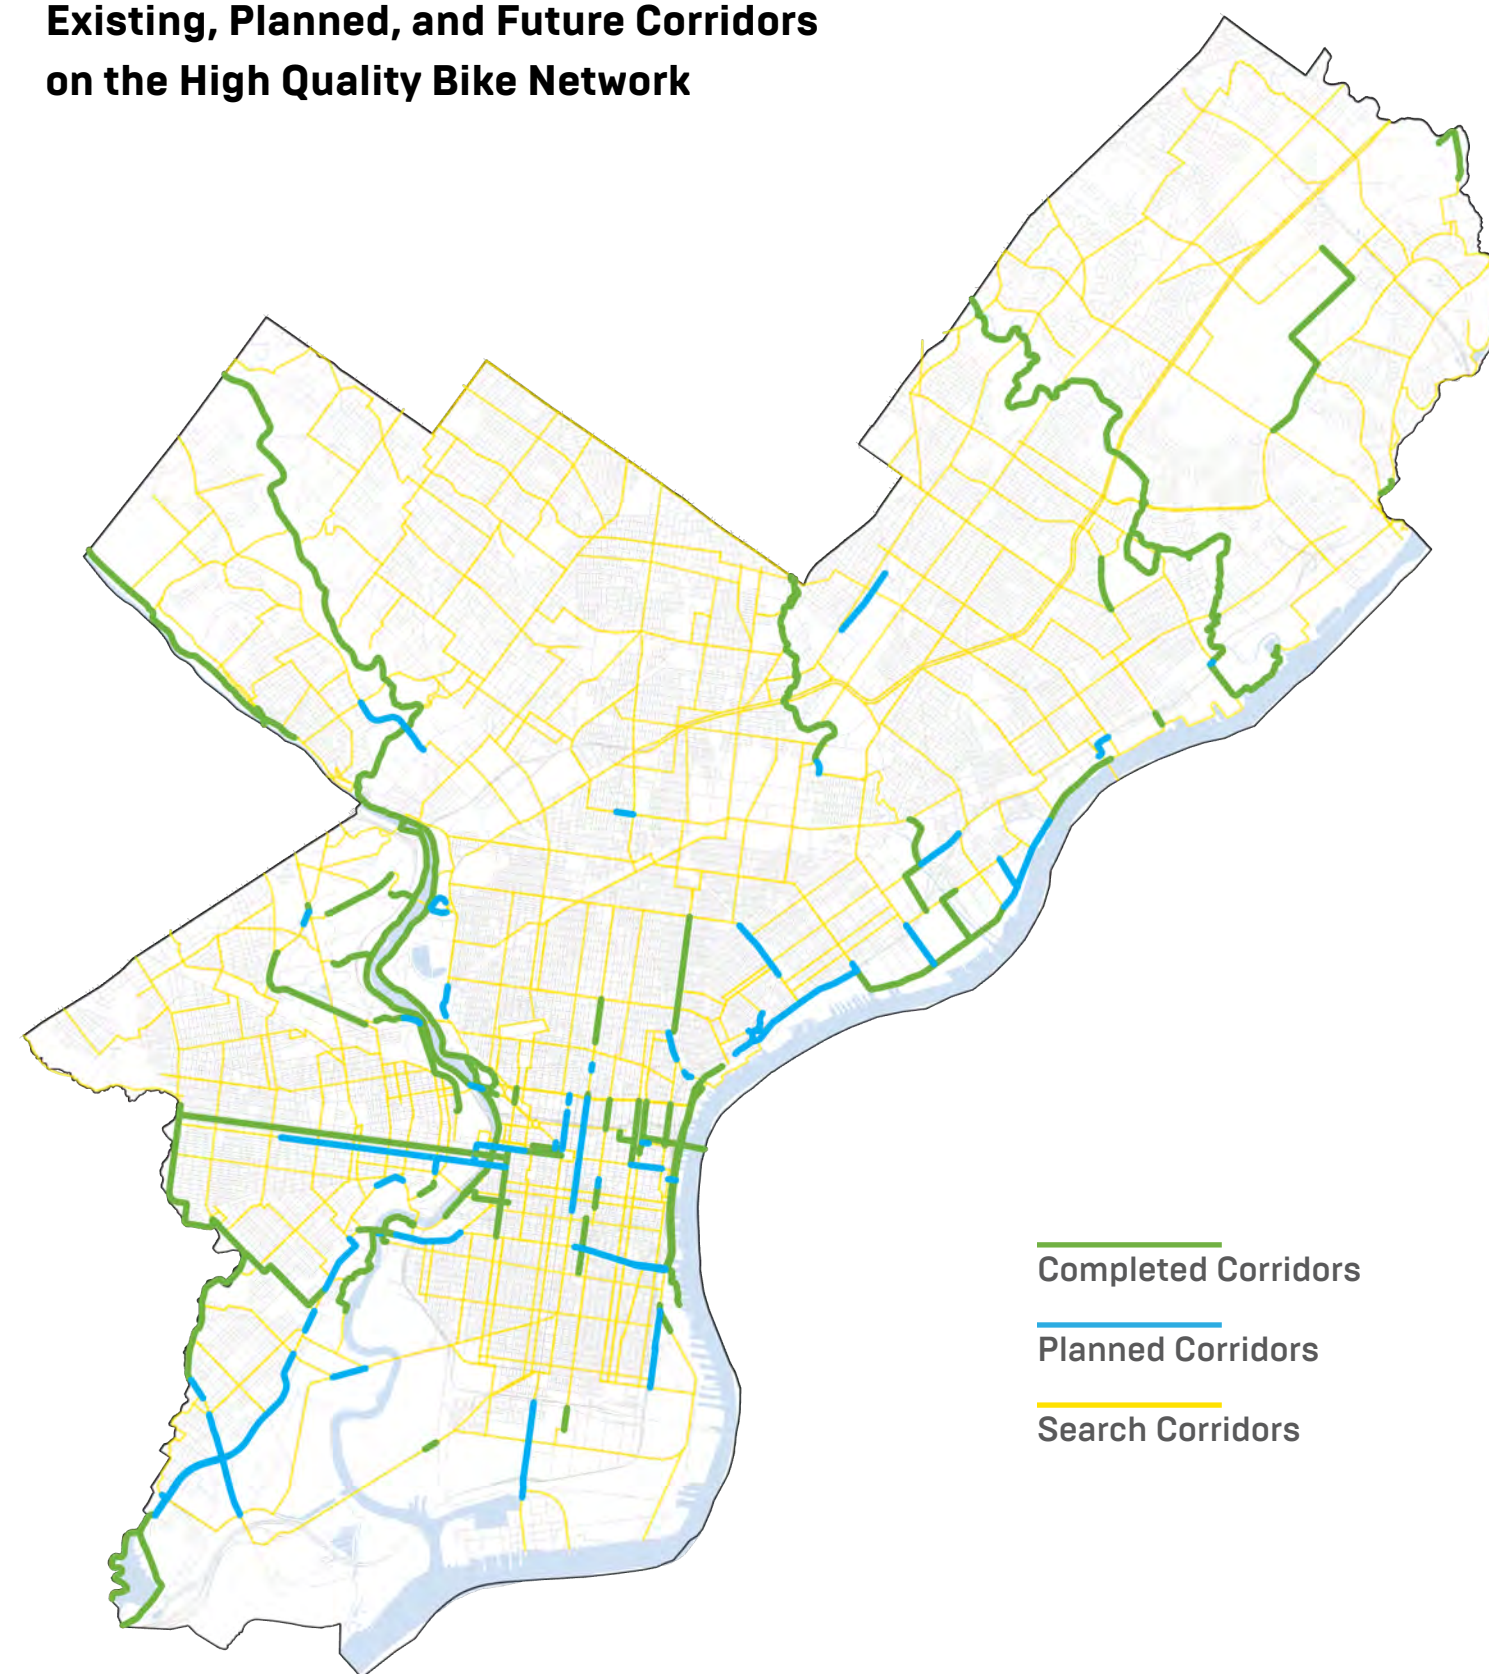 Existing, Planned, and Future Corridors
on the High Quality Bike Network
Completed Corridors
Planned Corridors
Search Corridors